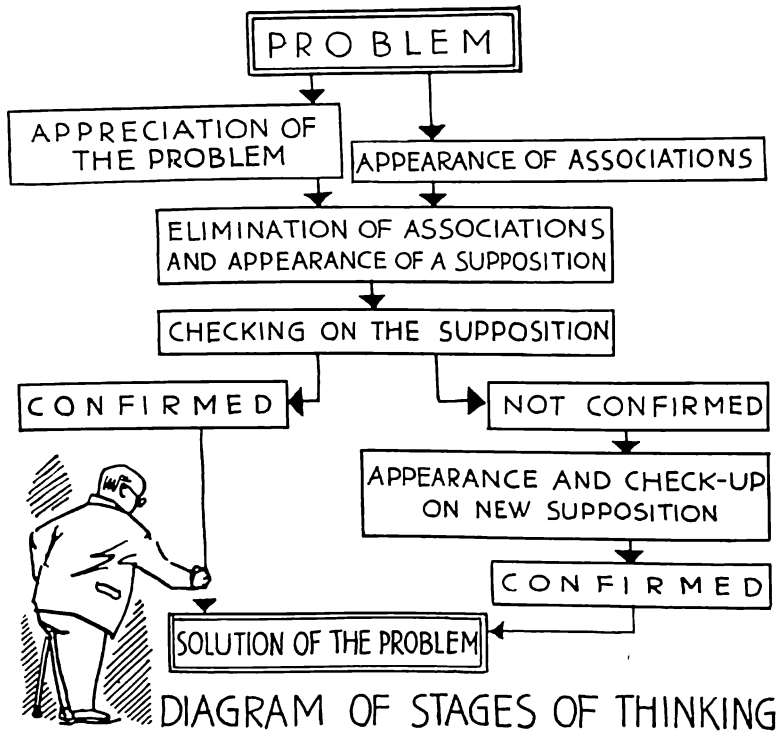 PROBLEM
APPRECIATION OF
THE PROBLEM
APPEARANCE OF ASSOCIATIONS
ELIMINATION OF ASSOCIATIONS
AND APPEARANCE OF A SUPPOSITION
CHECKING ON THE SUPPOSITION
CONFIRMED
NOT CONFIRMED
APPEARANCE AND CHECK-UP
ON NEW SUPPOSITION
CONFIRMED
SOLUTION OF THE PROBLEM
DIAGRAM OF STAGES OF THINKING